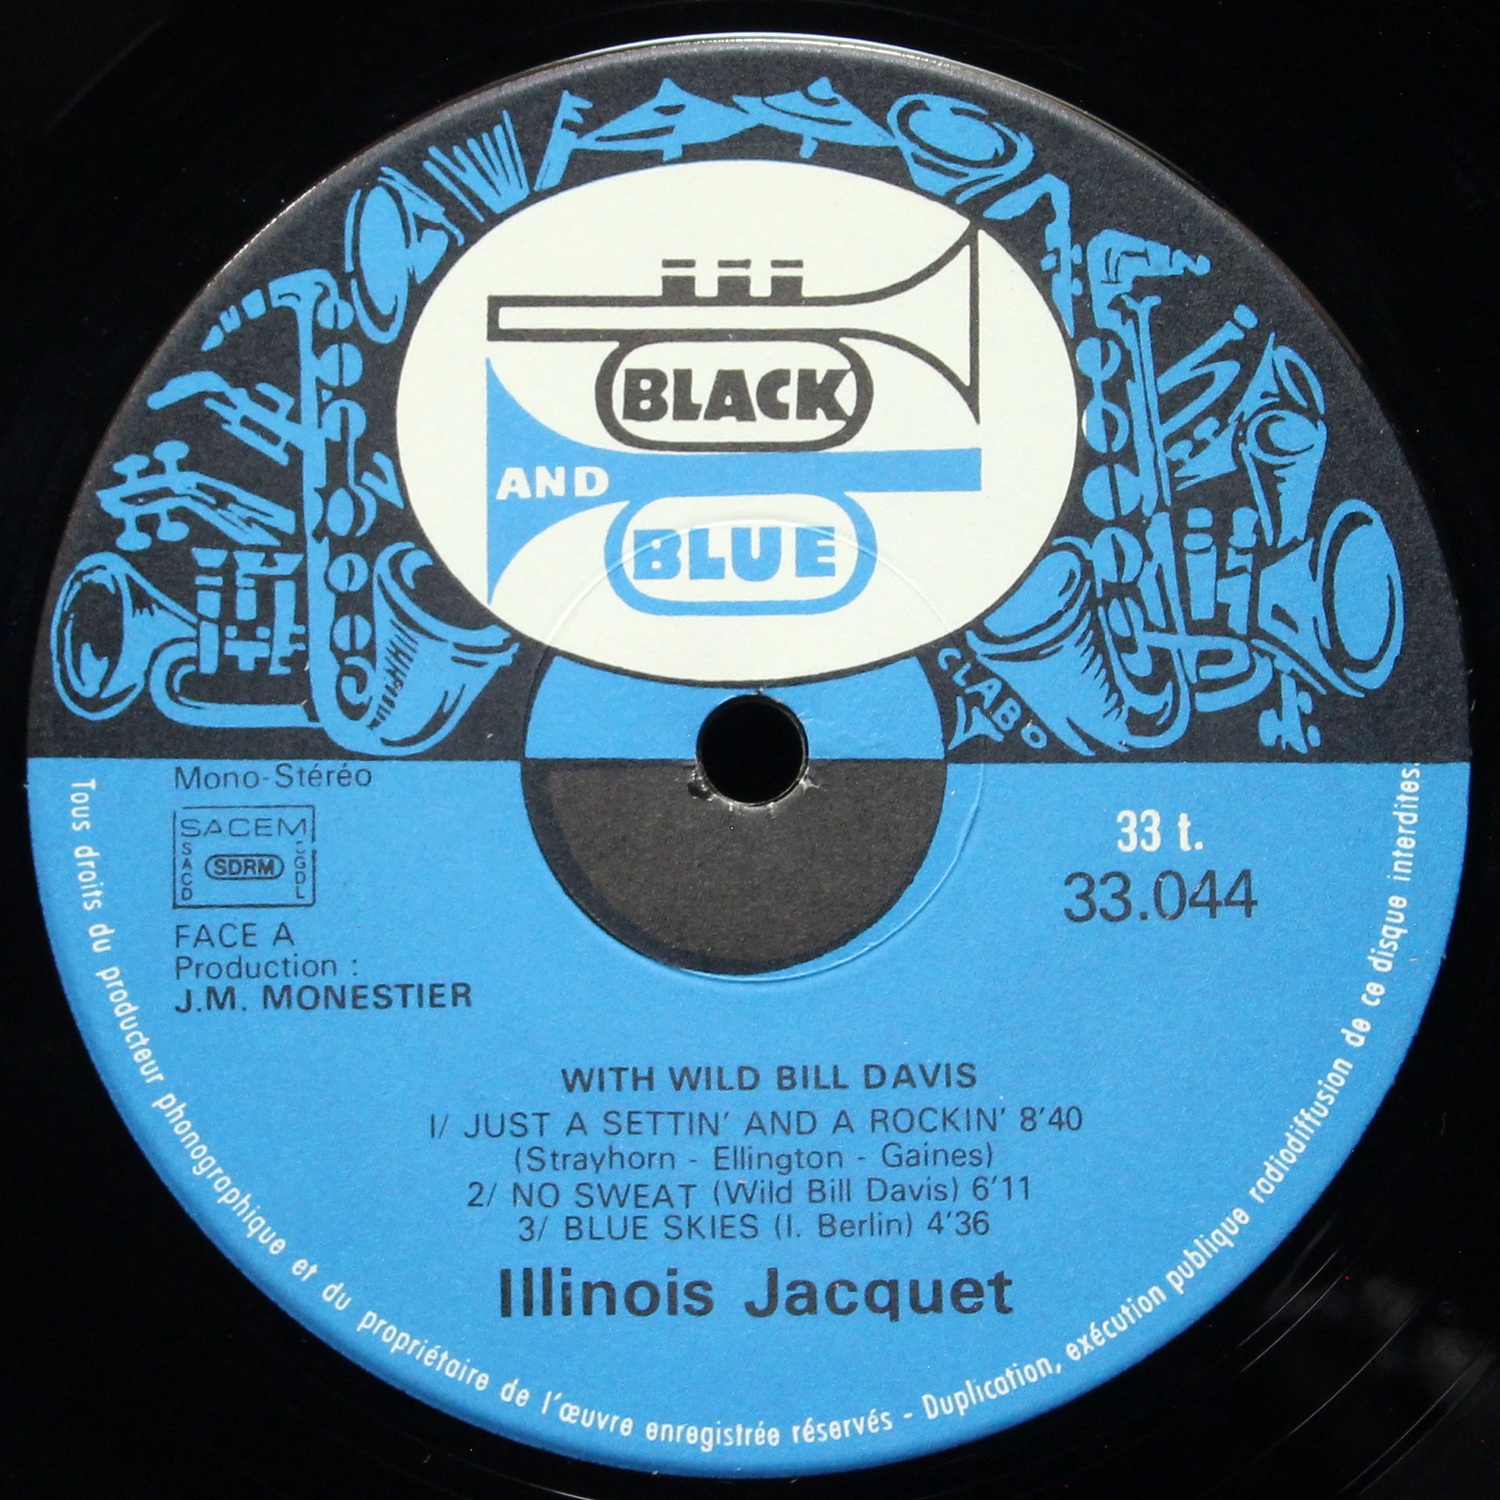 BLACK
AND
BLUE
CLABO
Mono-Stéréo
SACEM
SACD
SDRM
CGDL
FACE A
Production :
J.M. MONESTIER
33 t.
33.044
WITH WILD BILL DAVIS
1/ JUST A SETTIN' AND A ROCKIN' 8'40
(Strayhorn - Ellington - Gaines)
2/ NO SWEAT (Wild Bill Davis) 6'11
3/ BLUE SKIES (I. Berlin) 4'36
Illinois Jacquet
Tous droits du producteur phonographique et du propriétaire de l'œuvre enregistrée réservés - Duplication, exécution publique radiodiffusion de ce disque interdites.